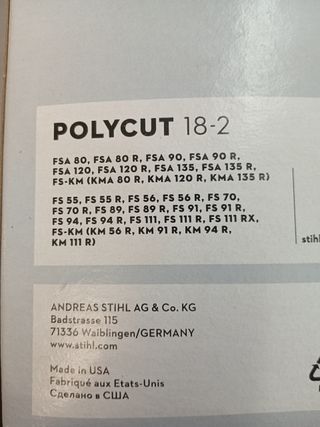 POLYCUT 18-2
FSA 80, FSA 80 R, FSA 90, FSA 90 R,
FSA 120, FSA 120 R, FSA 135, FSA 135 R,
FS-KM (KMA 80 R, KMA 120 R, KMA 135 R)
FS 55, FS 55 R, FS 56, FS 56 R, FS 70,
FS 70 R, FS 89, FS 89 R, FS 91, FS 91 R,
FS 94, FS 94 R, FS 111, FS 111 R, FS 111 RX,
FS-KM (KM 56 R, KM 91 R, KM 94 R,
KM 111 R)
stihl
ANDREAS STIHL AG & Co. KG
Badstrasse 115
71336 Waiblingen/GERMANY
www.stihl.com
Made in USA
Fabriqué aux Etats-Unis
Сделано в США